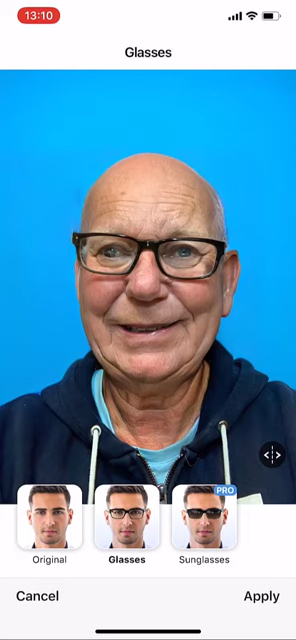 13:10
Glasses
PRO
Original
Glasses
Sunglasses
Cancel
Apply